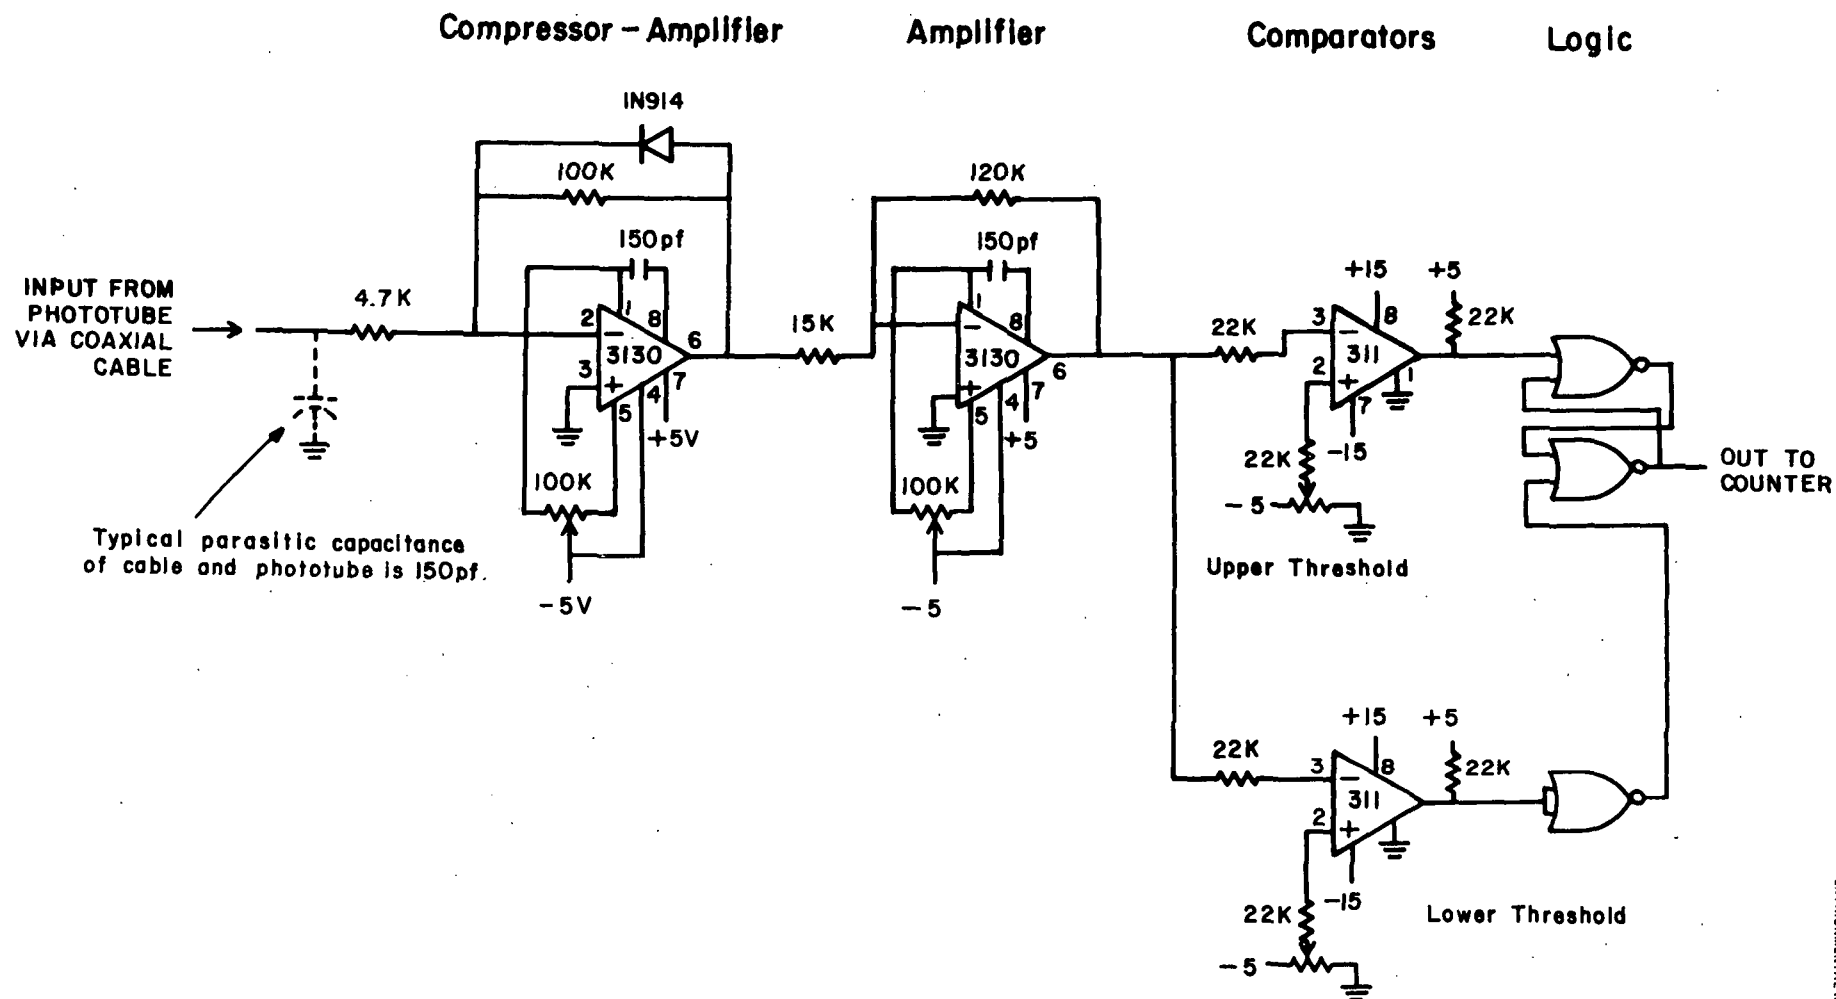 Compressor – Amplifier
Amplifier
Comparators
Logic
1N914
100K
150pf
INPUT FROM
PHOTOTUBE
VIA COAXIAL
CABLE
4.7K
2
−
1
8
3130
6
3
+
5
4
7
+5V
100K
−5V
Typical parasitic capacitance
of cable and phototube is 150pf.
15K
120K
150pf
−
1
8
3130
6
+
5
4
7
+5
100K
−5
22K
+15
+5
22K
3
−
8
311
2
+
1
7
−15
22K
−5
Upper Threshold
OUT TO
COUNTER
22K
+15
+5
22K
3
−
8
311
2
+
−15
22K
−5
Lower Threshold